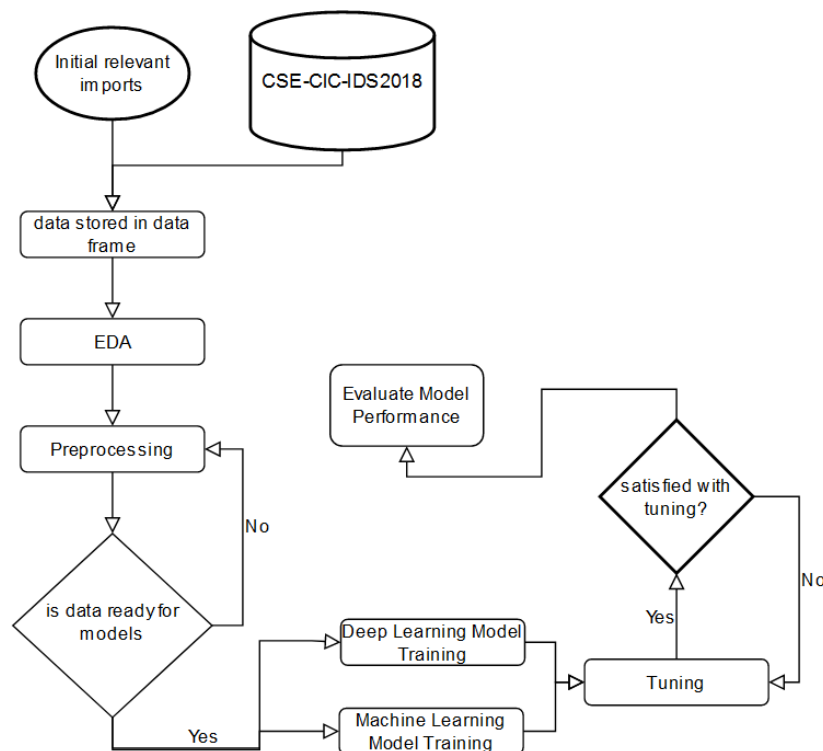 Initial relevant
imports
CSE-CIC-IDS2018
data stored in data
frame
EDA
Preprocessing
No
is data ready for
models
Yes
Deep Learning Model
Training
Machine Learning
Model Training
Tuning
Yes
No
satisfied with
tuning?
Evaluate Model
Performance